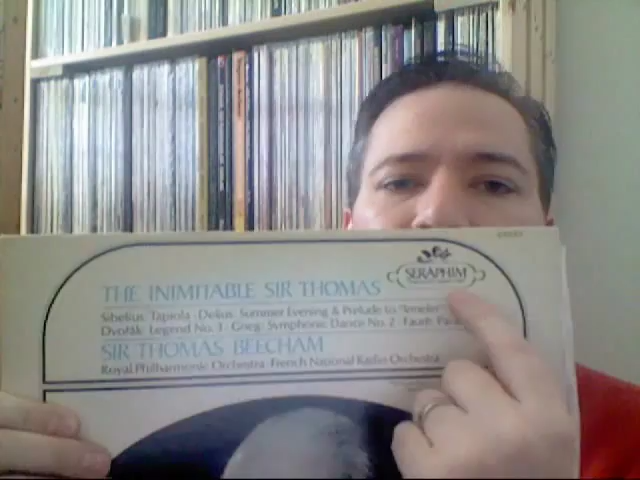 THE INIMITABLE SIR THOMAS
SERAPHIM
Sibelius: Tapiola · Delius: Summer Evening & Prelude to "Irmelin"
Dvořák: Legend No. 3 · Grieg: Symphonic Dance No. 2 · Fauré:
SIR THOMAS BEECHAM
Royal Philharmonic Orchestra · French National Radio Orchestra